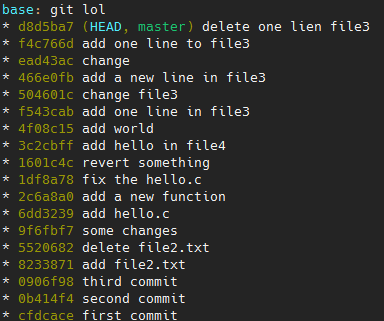 base: git lol
* d8d5ba7 (HEAD, master) delete one lien file3
* f4c766d add one line to file3
* ead43ac change
* 466e0fb add a new line in file3
* 504601c change file3
* f543cab add one line in file3
* 4f08c15 add world
* 3c2cbff add hello in file4
* 1601c4c revert something
* 1df8a78 fix the hello.c
* 2c6a8a0 add a new function
* 6dd3239 add hello.c
* 9f6fbf7 some changes
* 5520682 delete file2.txt
* 8233871 add file2.txt
* 0906f98 third commit
* 0b414f4 second commit
* cfdcace first commit